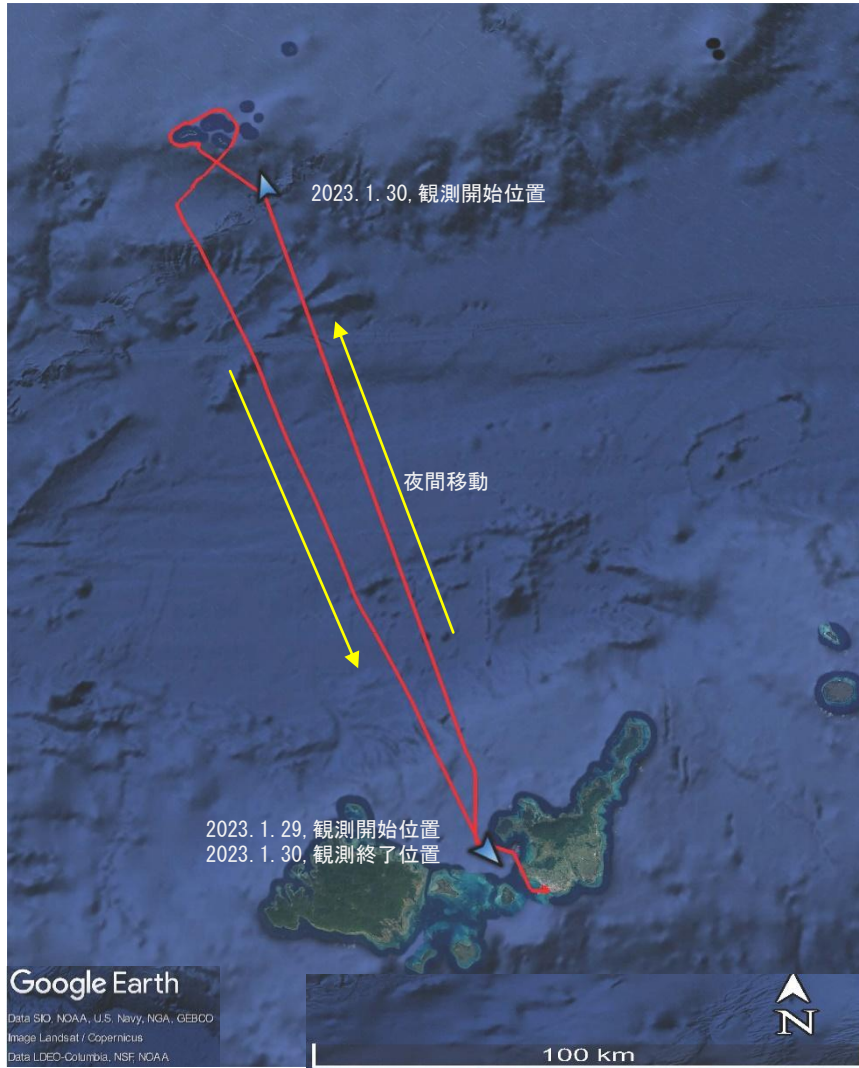 2023.1.30,観測開始位置
夜間移動
2023.1.29,観測開始位置
2023.1.30,観測終了位置
Google Earth
Data SIO, NOAA, U.S. Navy, NGA, GEBCO
Image Landsat / Copernicus
Data LDEO-Columbia, NSF, NOAA
N
100 km